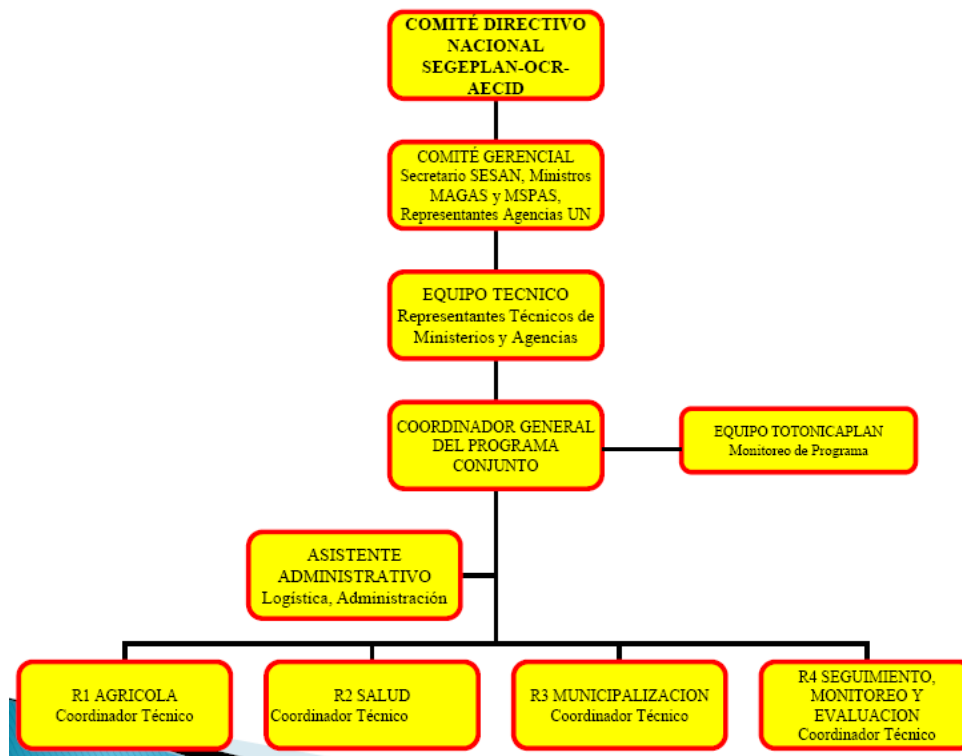 COMITÉ DIRECTIVO
NACIONAL
SEGEPLAN-OCR-
AECID
COMITÉ GERENCIAL
Secretario SESAN, Ministros
MAGAS y MSPAS,
Representantes Agencias UN
EQUIPO TECNICO
Representantes Técnicos de
Ministerios y Agencias
COORDINADOR GENERAL
DEL PROGRAMA
CONJUNTO
EQUIPO TOTONICAPLAN
Monitoreo de Programa
ASISTENTE
ADMINISTRATIVO
Logística, Administración
R1 AGRICOLA
Coordinador Técnico
R2 SALUD
Coordinador Técnico
R3 MUNICIPALIZACION
Coordinador Técnico
R4 SEGUIMIENTO,
MONITOREO Y
EVALUACION
Coordinador Técnico